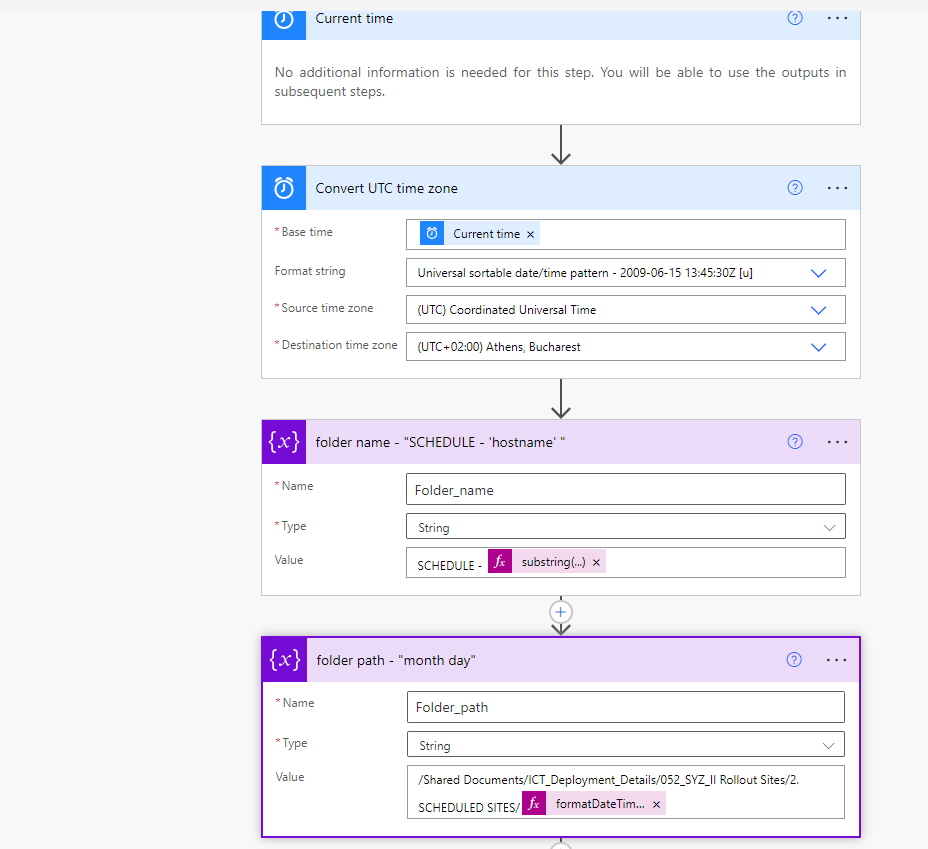 Current time
No additional information is needed for this step. You will be able to use the outputs in
subsequent steps.
Convert UTC time zone
* Base time
Current time ×
Format string
Universal sortable date/time pattern - 2009-06-15 13:45:30Z [u]
* Source time zone
(UTC) Coordinated Universal Time
* Destination time zone
(UTC+02:00) Athens, Bucharest
{x} folder name - "SCHEDULE - 'hostname' "
* Name
Folder_name
* Type
String
Value
SCHEDULE - fx substring(...) ×
{x} folder path - "month day"
* Name
Folder_path
* Type
String
Value
/Shared Documents/ICT_Deployment_Details/052_SYZ_II Rollout Sites/2.
SCHEDULED SITES/ fx formatDateTim... ×